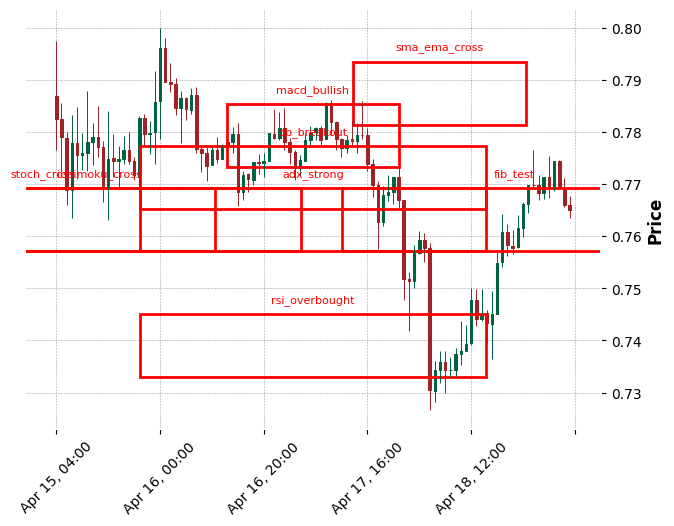 0.80
sma_ema_cross
0.79
macd_bullish
0.78
stoch_cross
adx_strong
fib_test
0.77
Price
0.76
0.75
rsi_overbought
0.74
0.73
Apr 15, 04:00
Apr 16, 00:00
Apr 16, 20:00
Apr 17, 16:00
Apr 18, 12:00